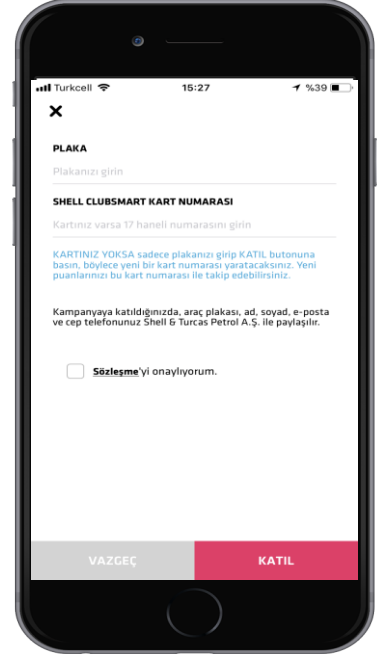 Turkcell 15:27 %39
×
PLAKA
Plakanızı girin
SHELL CLUBSMART KART NUMARASI
Kartınız varsa 17 haneli numarasını girin
KARTINIZ YOKSA sadece plakanızı girip KATIL butonuna
basın, böylece yeni bir kart numarası yaratacaksınız. Yeni
puanlarınızı bu kart numarası ile takip edebilirsiniz.
Kampanyaya katıldığınızda, araç plakası, ad, soyad, e-posta
ve cep telefonunuz Shell & Turcas Petrol A.Ş. ile paylaşılır.
Sözleşme'yi onaylıyorum.
VAZGEÇ KATIL